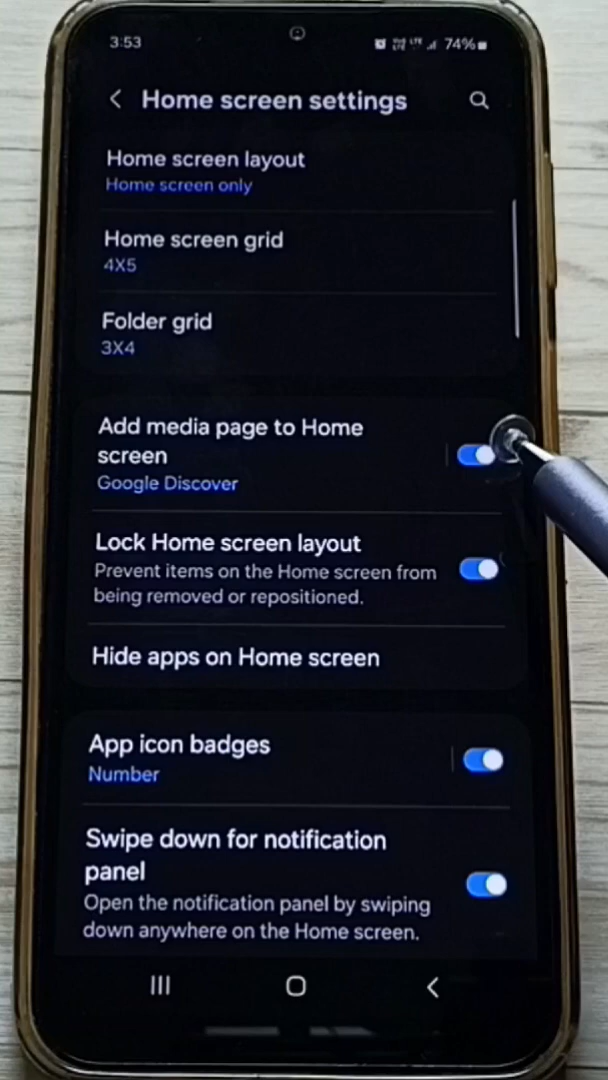 3:53
74%
Home screen settings
Home screen layout
Home screen only
Home screen grid
4X5
Folder grid
3X4
Add media page to Home
screen
Google Discover
Lock Home screen layout
Prevent items on the Home screen from
being removed or repositioned.
Hide apps on Home screen
App icon badges
Number
Swipe down for notification
panel
Open the notification panel by swiping
down anywhere on the Home screen.